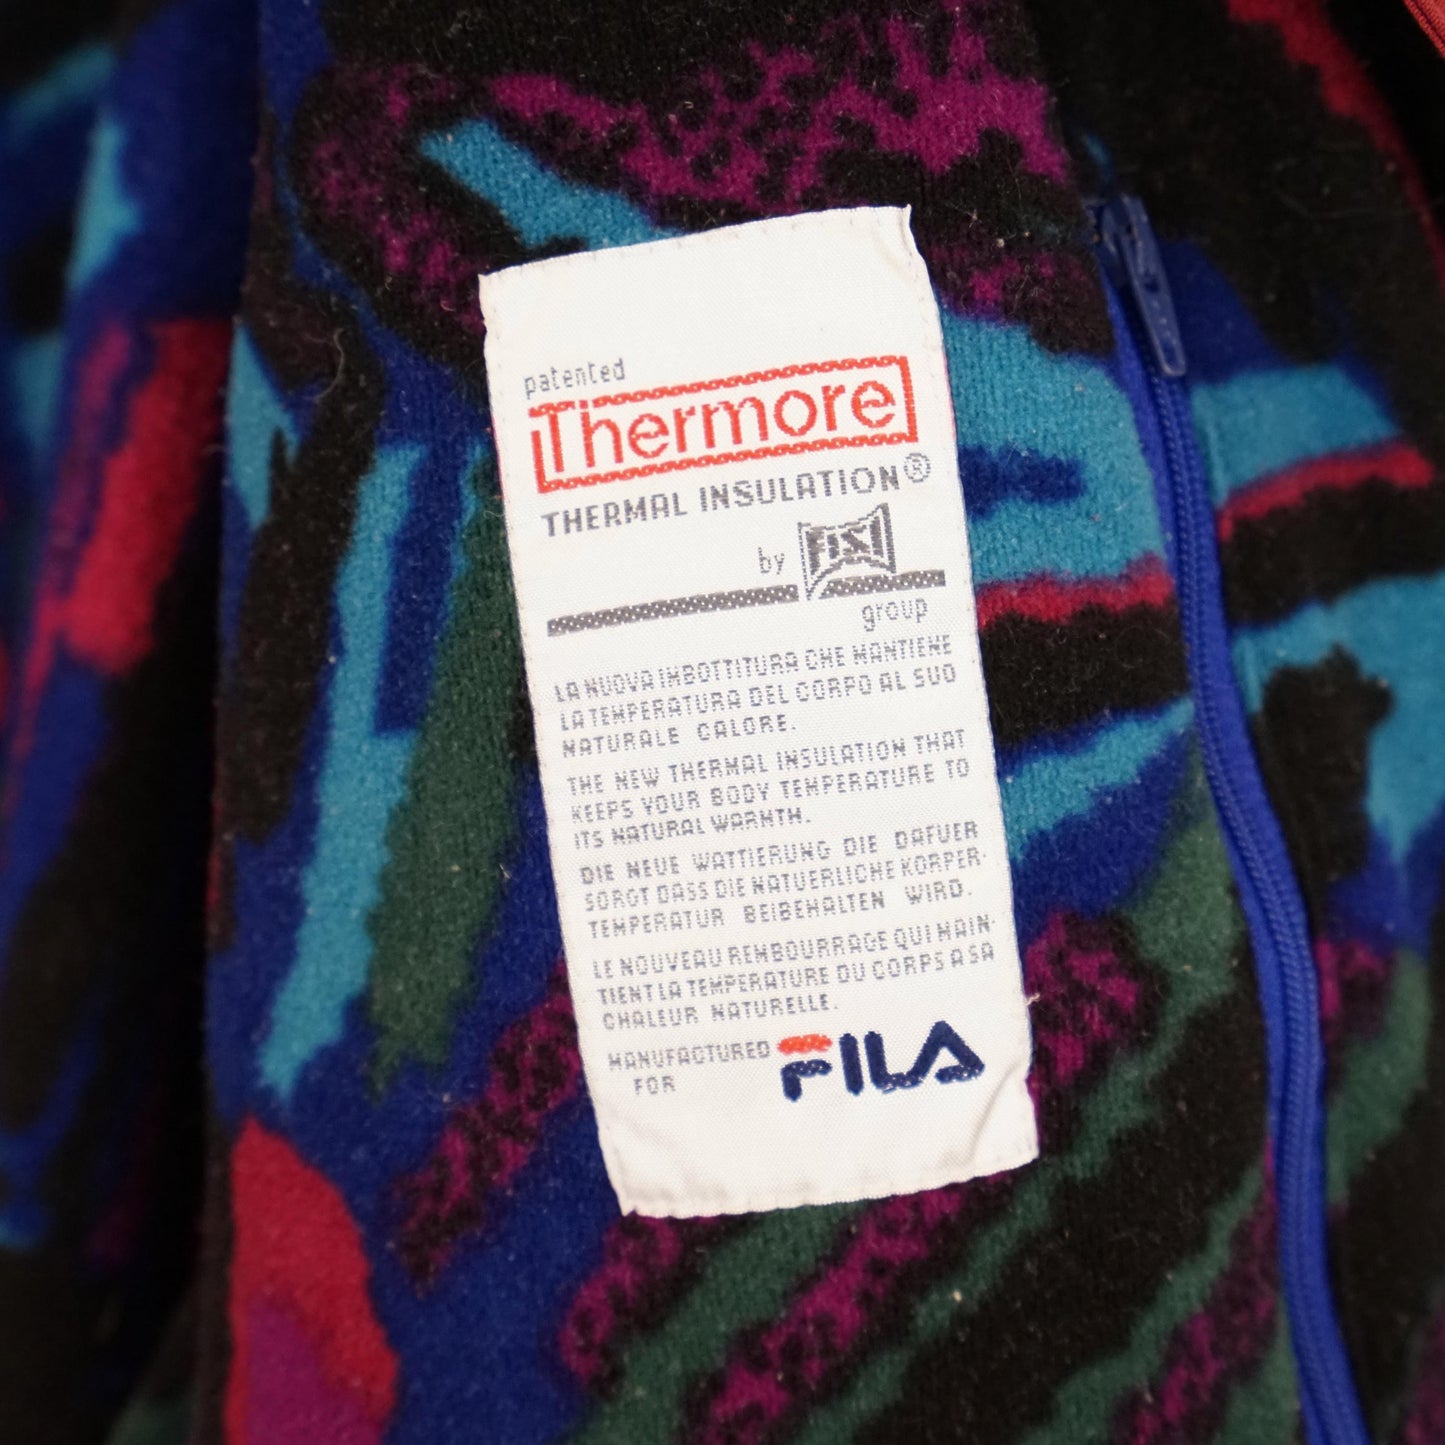 patented
Thermore
THERMAL INSULATION®
by FISI
group
LA NUOVA IMBOTTITURA CHE MANTIENE
LA TEMPERATURA DEL CORPO AL SUO
NATURALE CALORE.
THE NEW THERMAL INSULATION THAT
KEEPS YOUR BODY TEMPERATURE TO
ITS NATURAL WARMTH.
DIE NEUE WATTIERUNG DIE DAFUER
SORGT DASS DIE NATUERLICHE KORPER-
TEMPERATUR BEIBEHALTEN WIRD.
LE NOUVEAU REMBOURRAGE QUI MAIN-
TIENT LA TEMPERATURE DU CORPS A SA
CHALEUR NATURELLE.
MANUFACTURED FILA
FOR